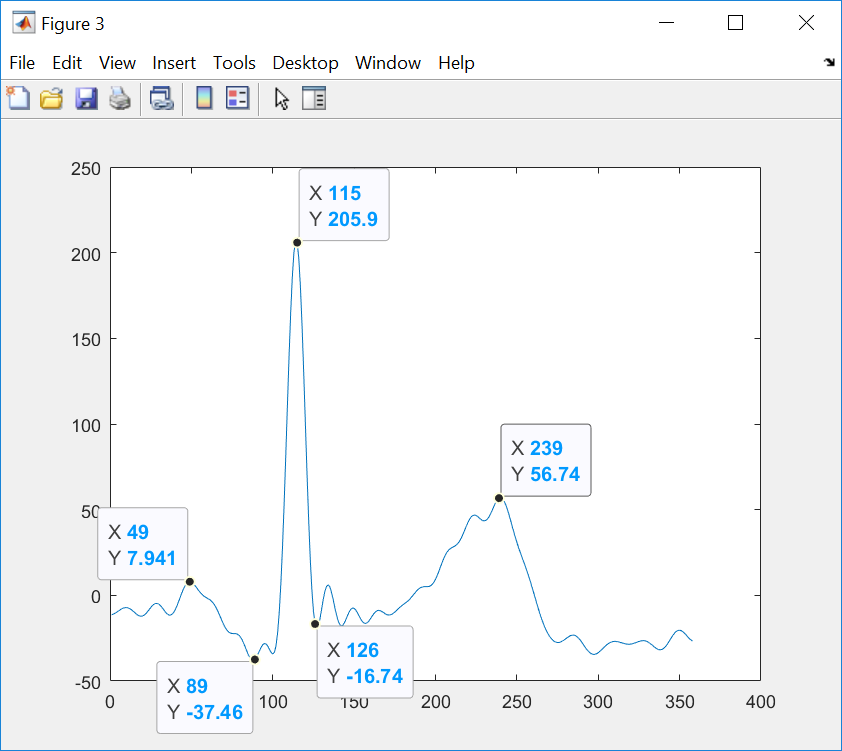 Figure 3
File Edit View Insert Tools Desktop Window Help
250
X 115
Y 205.9
200
150
100
X 239
Y 56.74
50
X 49
Y 7.941
0
X 126
Y -16.74
X 89
Y -37.46
-50
0 100 150 200 250 300 350 400